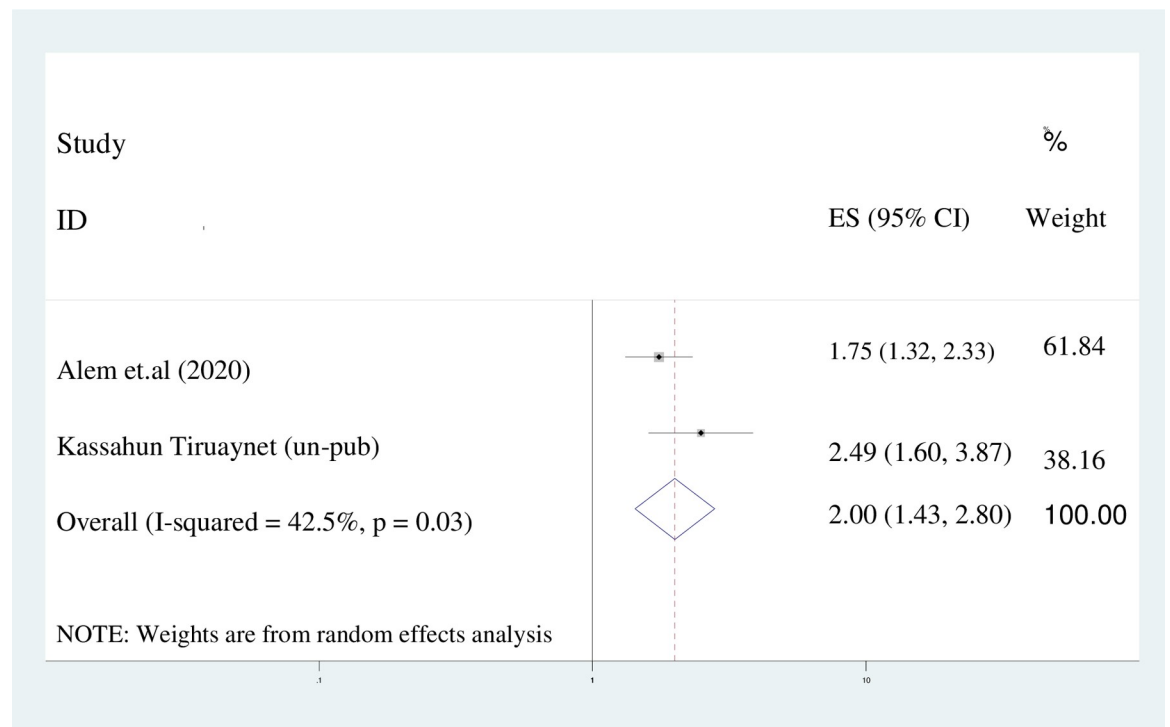 Study %
ID ES (95% CI) Weight
Alem et.al (2020) 1.75 (1.32, 2.33) 61.84
Kassahun Tiruaynet (un-pub) 2.49 (1.60, 3.87) 38.16
Overall (I-squared = 42.5%, p = 0.03) 2.00 (1.43, 2.80) 100.00
NOTE: Weights are from random effects analysis
.1 1 10